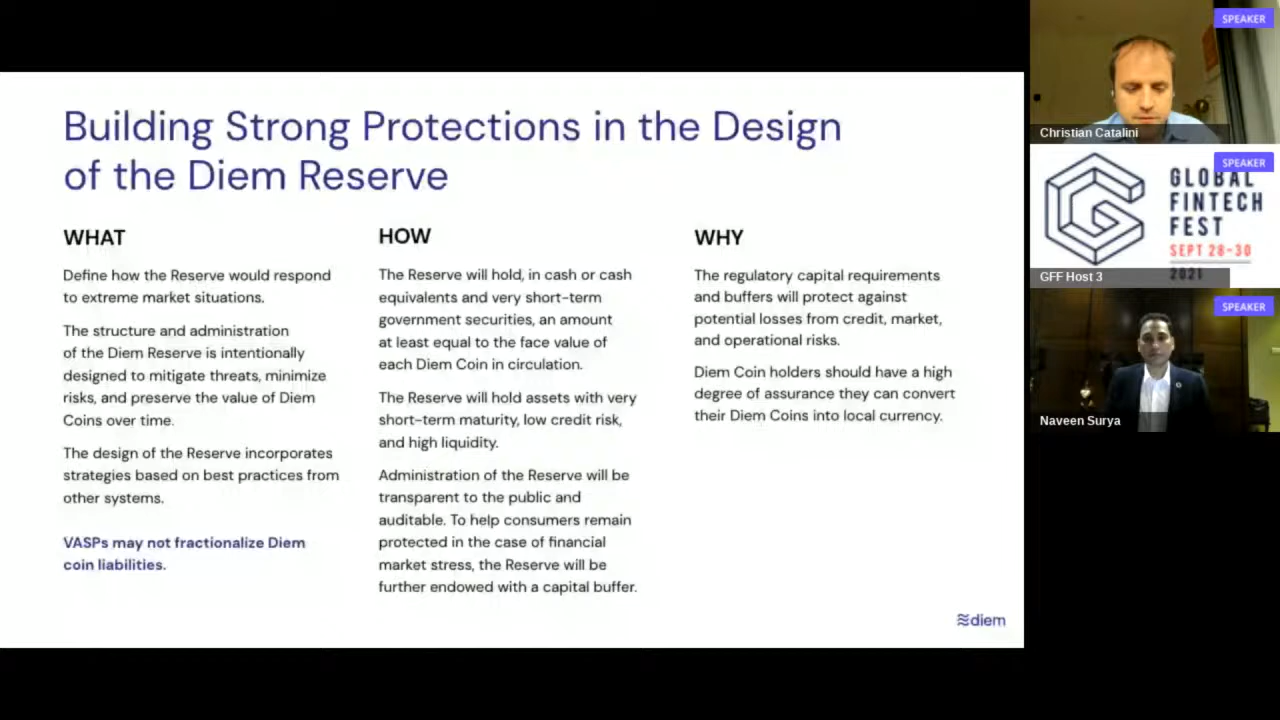 Building Strong Protections in the Design
of the Diem Reserve
WHAT
Define how the Reserve would respond
to extreme market situations.
The structure and administration
of the Diem Reserve is intentionally
designed to mitigate threats, minimize
risks, and preserve the value of Diem
Coins over time.
The design of the Reserve incorporates
strategies based on best practices from
other systems.
VASPs may not fractionalize Diem
coin liabilities.
HOW
The Reserve will hold, in cash or cash
equivalents and very short-term
government securities, an amount
at least equal to the face value of
each Diem Coin in circulation.
The Reserve will hold assets with very
short-term maturity, low credit risk,
and high liquidity.
Administration of the Reserve will be
transparent to the public and
auditable. To help consumers remain
protected in the case of financial
market stress, the Reserve will be
further endowed with a capital buffer.
WHY
The regulatory capital requirements
and buffers will protect against
potential losses from credit, market,
and operational risks.
Diem Coin holders should have a high
degree of assurance they can convert
their Diem Coins into local currency.
diem
SPEAKER
Christian Catalini
SPEAKER
GLOBAL
FINTECH
FEST
SEPT 28-30
2021
GFF Host 3
SPEAKER
Naveen Surya